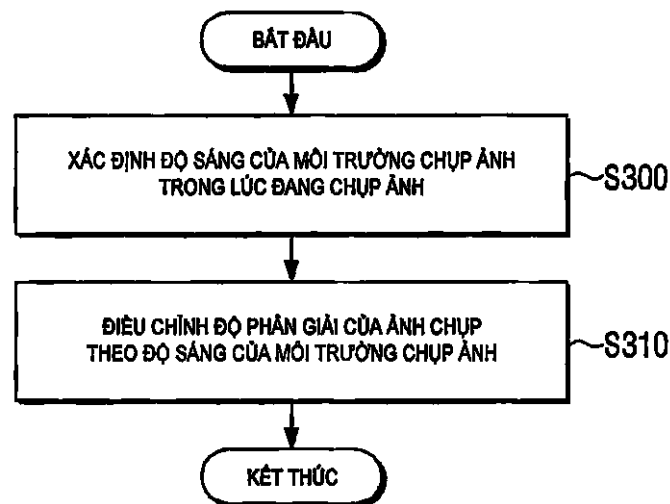 BẮT ĐẦU
XÁC ĐỊNH ĐỘ SÁNG CỦA MÔI TRƯỜNG CHỤP ẢNH
TRONG LÚC ĐANG CHỤP ẢNH
S300
ĐIỀU CHỈNH ĐỘ PHÂN GIẢI CỦA ẢNH CHỤP
THEO ĐỘ SÁNG CỦA MÔI TRƯỜNG CHỤP ẢNH
S310
KẾT THÚC